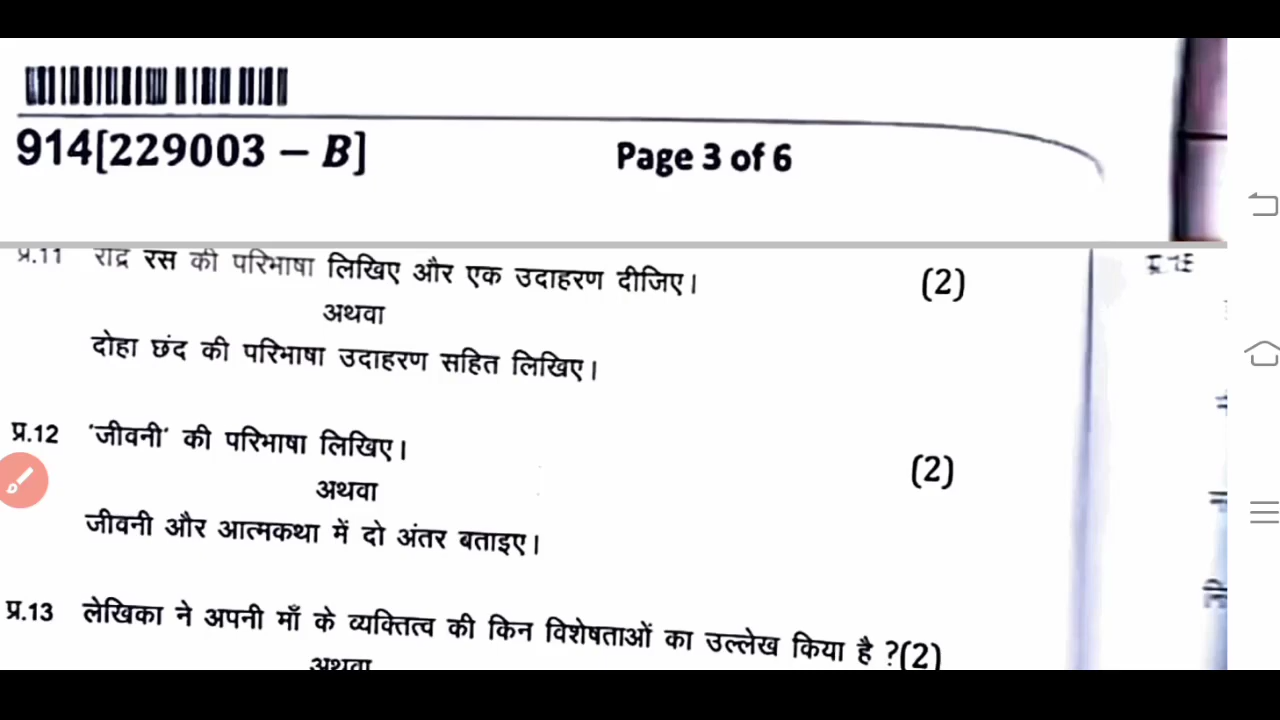 914[229003 – B]
Page 3 of 6
प्र.11 रौद्र रस की परिभाषा लिखिए और एक उदाहरण दीजिए। (2)
अथवा
दोहा छंद की परिभाषा उदाहरण सहित लिखिए।
प्र.12 'जीवनी' की परिभाषा लिखिए। (2)
अथवा
जीवनी और आत्मकथा में दो अंतर बताइए।
प्र.13 लेखिका ने अपनी माँ के व्यक्तित्व की किन विशेषताओं का उल्लेख किया है ?(2)
अथवा